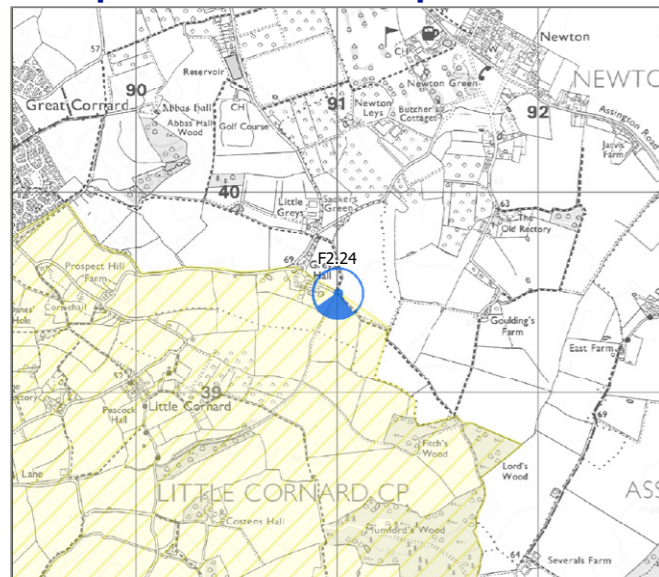 57
Newton
90
Reservoir
CH
W
NEWTO
Great Cornard
Abbas Hall
Abbas Hall
Wood
CH
Golf Course
91
Newton Green
Newton
Leys
Butcher's
Cottages
92
Assington Road
Jarvis
Farm
40
Little
Greys
Sackers
Green
63
The
Old Rectory
69
F2.24
Hall
Prospect Hill
Farm
Cornehall
Goulding's
Farm
East Farm
52
39
Little Cornard
Peacock
Hall
69
Fitch's
Wood
Lord's
Wood
Lane
LITTLE CORNARD CP
ASS
Costens Hall
Mumford's Wood
64
Severals Farm